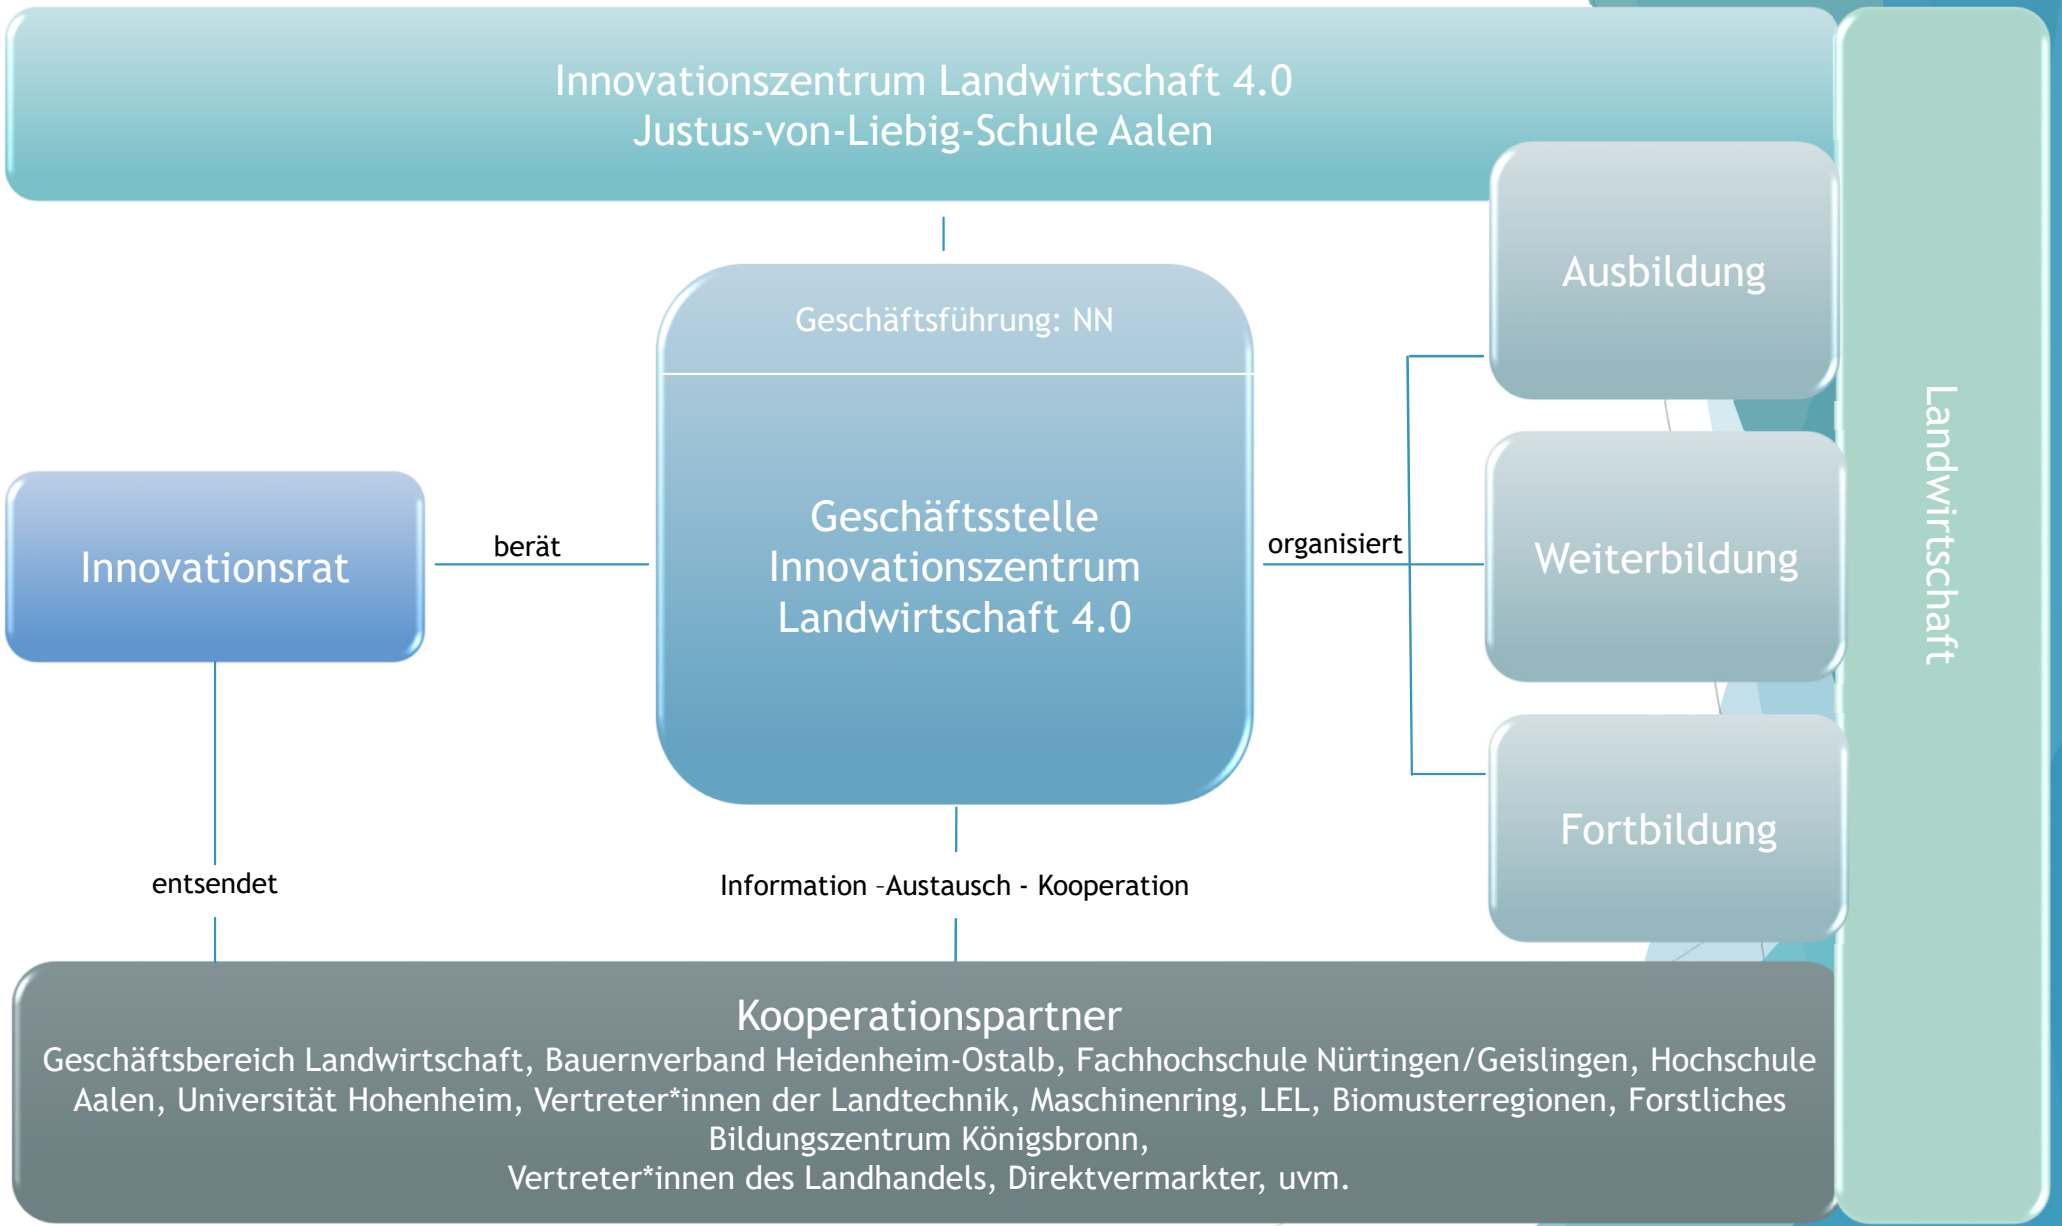 Innovationszentrum Landwirtschaft 4.0
Justus-von-Liebig-Schule Aalen
Ausbildung
Geschäftsführung: NN
Landwirtschaft
Innovationsrat
berät
Geschäftsstelle
Innovationszentrum
Landwirtschaft 4.0
organisiert
Weiterbildung
Fortbildung
entsendet
Information –Austausch - Kooperation
Kooperationspartner
Geschäftsbereich Landwirtschaft, Bauernverband Heidenheim-Ostalb, Fachhochschule Nürtingen/Geislingen, Hochschule
Aalen, Universität Hohenheim, Vertreter*innen der Landtechnik, Maschinenring, LEL, Biomusterregionen, Forstliches
Bildungszentrum Königsbronn,
Vertreter*innen des Landhandels, Direktvermarkter, uvm.